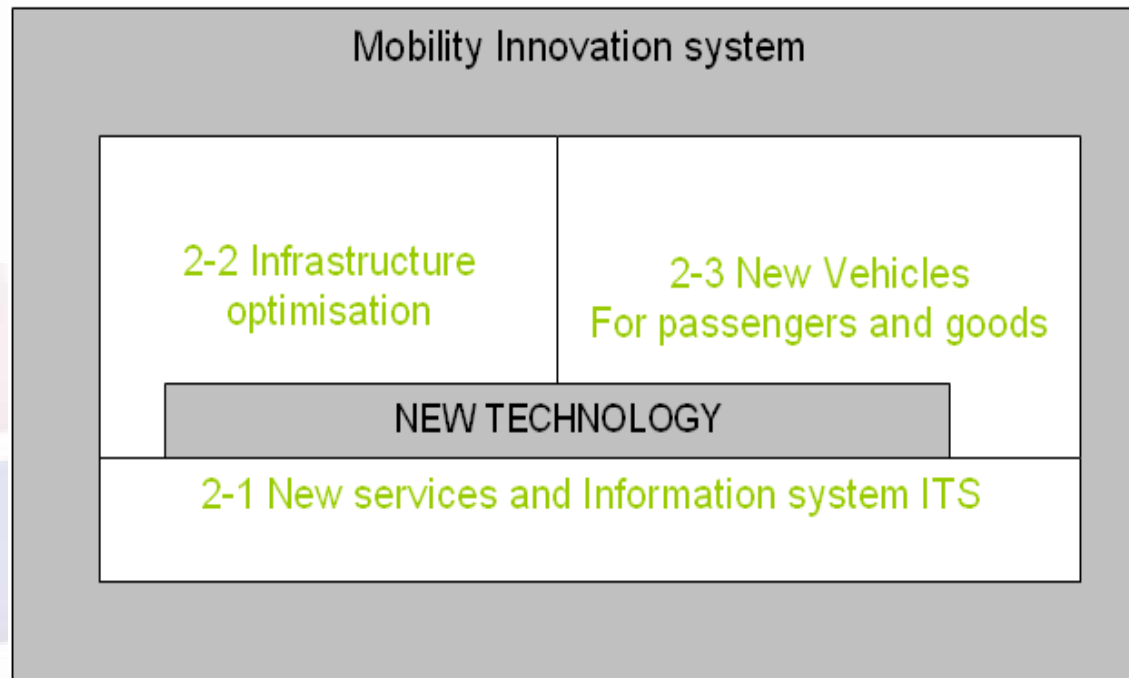 Mobility Innovation system
2-2 Infrastructure
optimisation
2-3 New Vehicles
For passengers and goods
NEW TECHNOLOGY
2-1 New services and Information system ITS